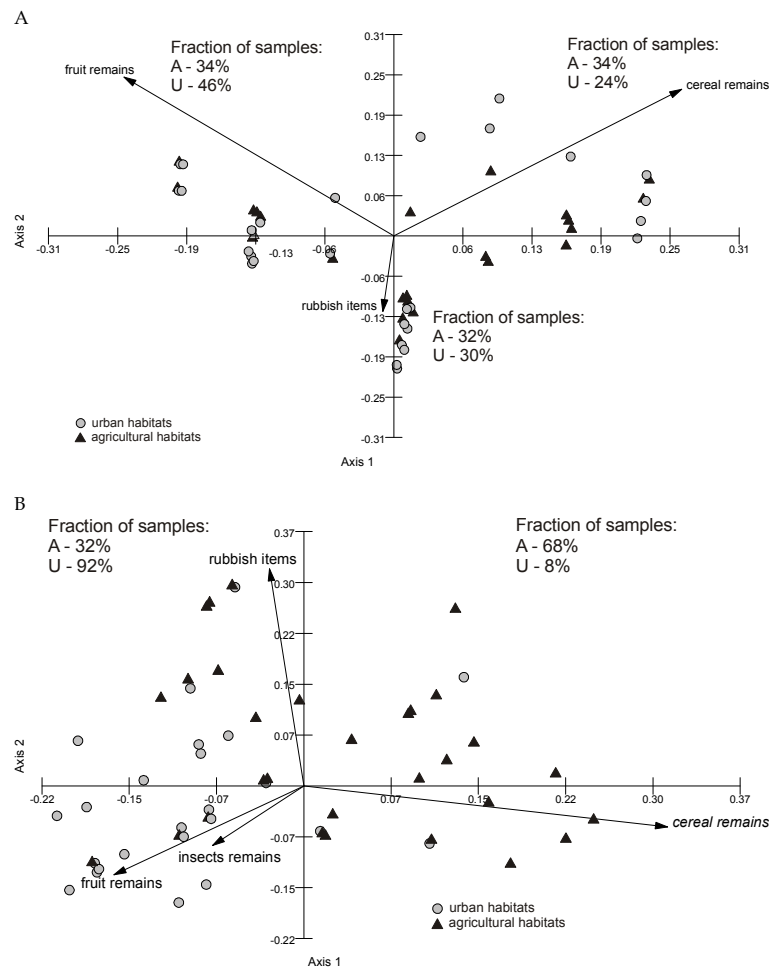 A
Fraction of samples:
A - 34%
U - 46%
Fraction of samples:
A - 34%
U - 24%
fruit remains
cereal remains
0.31
0.25
0.19
0.13
0.06
Axis 2
-0.31 -0.25 -0.19 -0.13 -0.06 0.06 0.13 0.19 0.25 0.31
-0.06
rubbish items
-0.13
-0.19
-0.25
-0.31
Fraction of samples:
A - 32%
U - 30%
urban habitats
agricultural habitats
Axis 1
B
Fraction of samples:
A - 32%
U - 92%
Fraction of samples:
A - 68%
U - 8%
rubbish items
0.37
0.30
0.22
0.15
0.07
Axis 2
-0.22 -0.15 -0.07 0.07 0.15 0.22 0.30 0.37
cereal remains
-0.07
-0.15
-0.22
insects remains
fruit remains
urban habitats
agricultural habitats
Axis 1